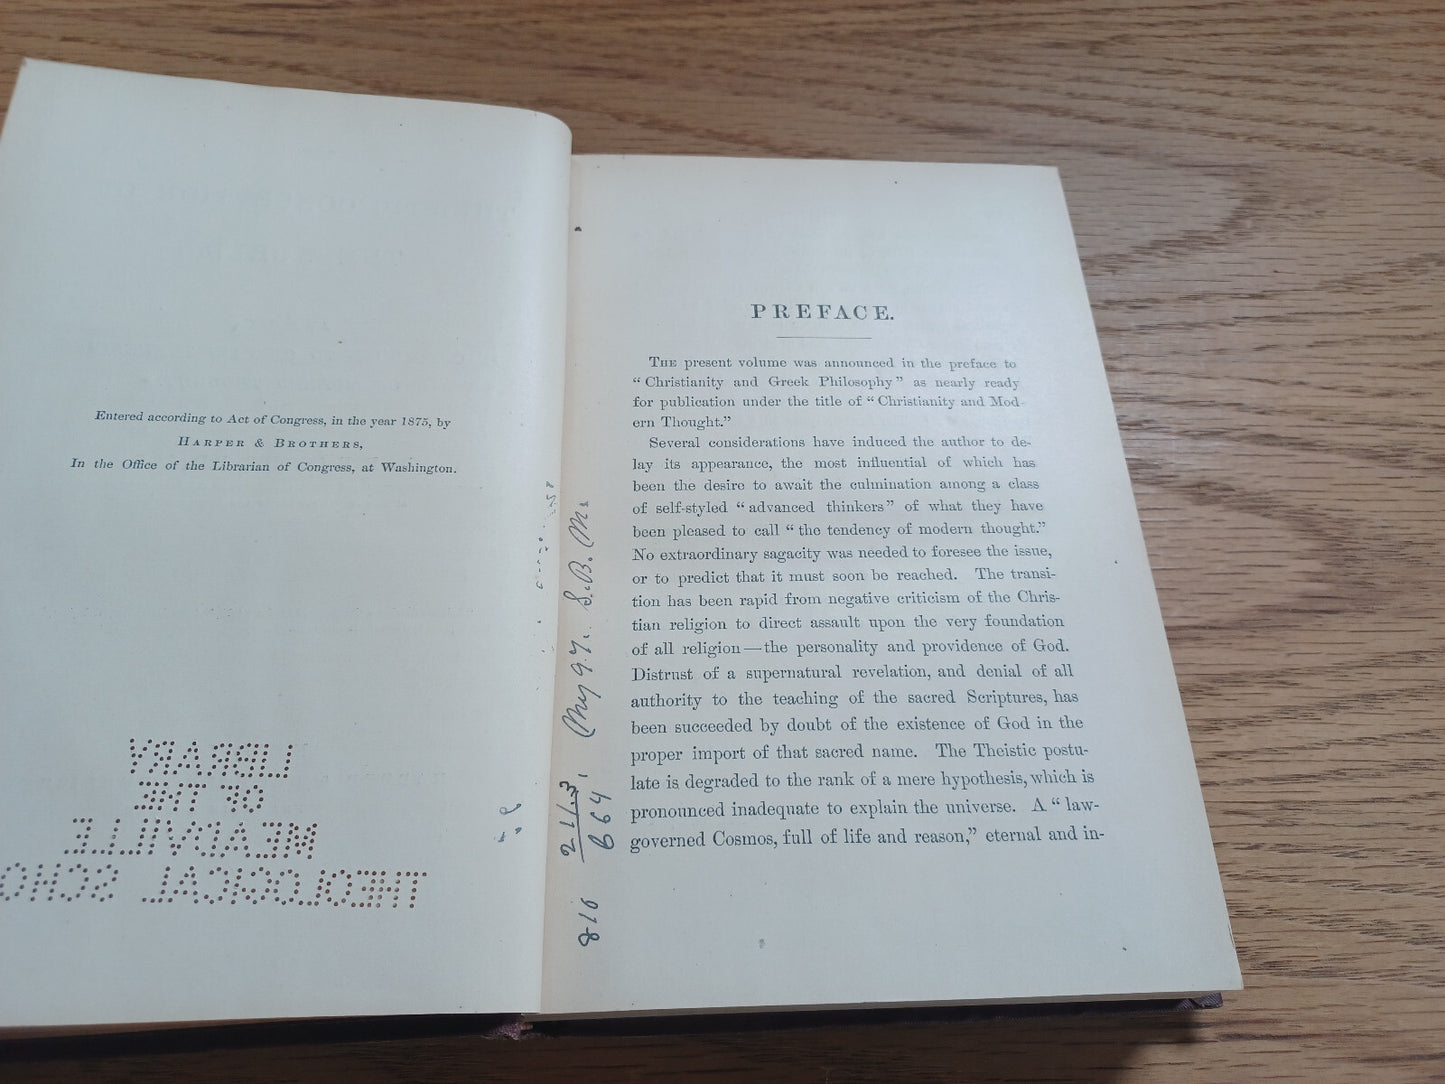 Entered according to Act of Congress, in the year 1875, by
HARPER & BROTHERS,
In the Office of the Librarian of Congress, at Washington.
LIBRARY
OF THE
MEADVILLE
THEOLOGICAL SCHO
PREFACE.
THE present volume was announced in the preface to
“Christianity and Greek Philosophy” as nearly ready
for publication under the title of “Christianity and Mod-
ern Thought.”
Several considerations have induced the author to de-
lay its appearance, the most influential of which has
been the desire to await the culmination among a class
of self-styled “advanced thinkers” of what they have
been pleased to call “the tendency of modern thought.”
No extraordinary sagacity was needed to foresee the issue,
or to predict that it must soon be reached. The transi-
tion has been rapid from negative criticism of the Chris-
tian religion to direct assault upon the very foundation
of all religion—the personality and providence of God.
Distrust of a supernatural revelation, and denial of all
authority to the teaching of the sacred Scriptures, has
been succeeded by doubt of the existence of God in the
proper import of that sacred name. The Theistic postu-
late is degraded to the rank of a mere hypothesis, which is
pronounced inadequate to explain the universe. A “law-
governed Cosmos, full of life and reason,” eternal and in-
211.3
C64